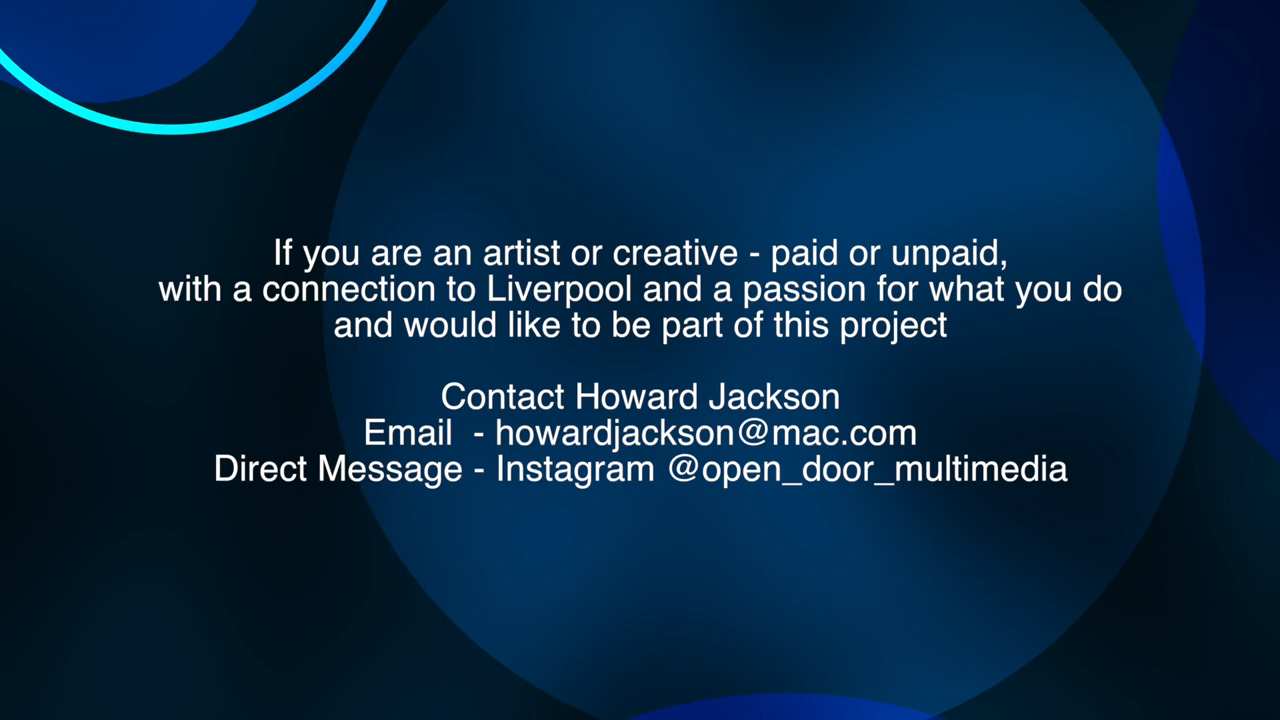 If you are an artist or creative - paid or unpaid,
with a connection to Liverpool and a passion for what you do
and would like to be part of this project
Contact Howard Jackson
Email  - howardjackson@mac.com
Direct Message - Instagram @open_door_multimedia